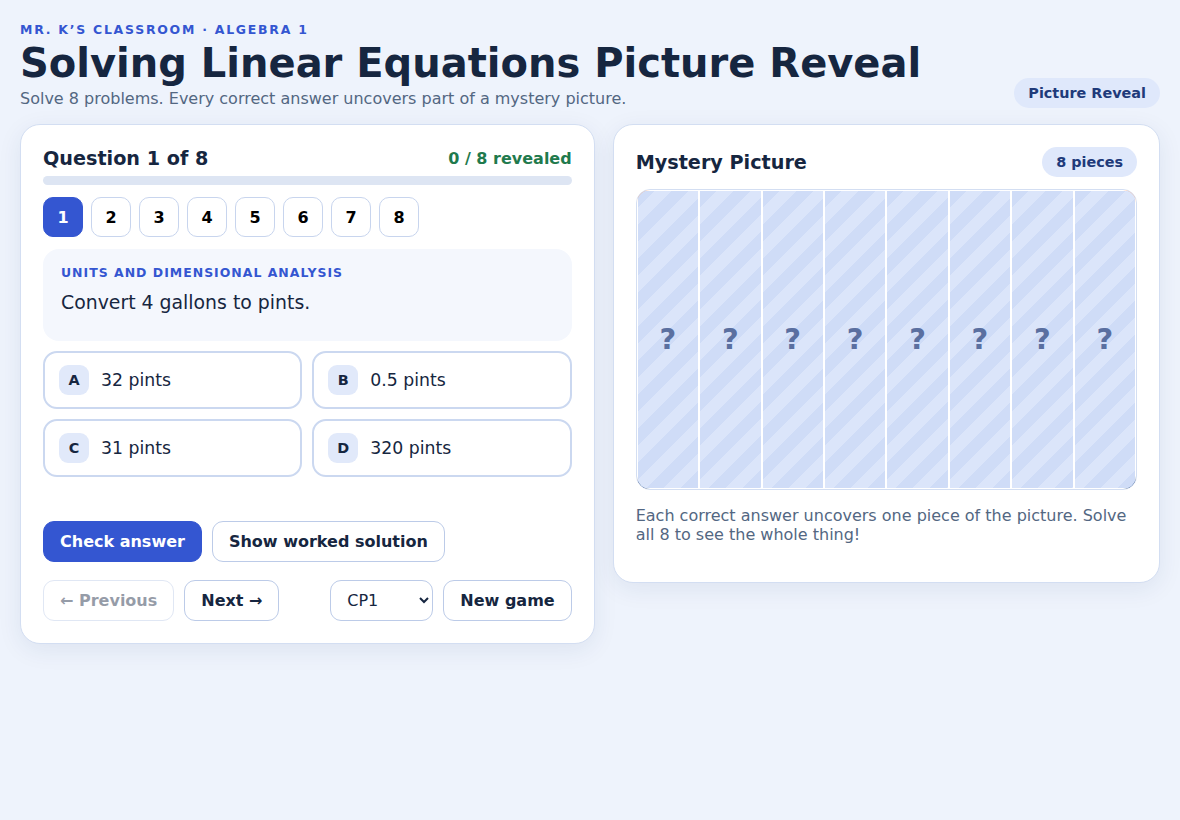 MR. K’S CLASSROOM · ALGEBRA 1
Solving Linear Equations Picture Reveal
Solve 8 problems. Every correct answer uncovers part of a mystery picture.
Picture Reveal
Question 1 of 8
0 / 8 revealed
1 2 3 4 5 6 7 8
UNITS AND DIMENSIONAL ANALYSIS
Convert 4 gallons to pints.
A 32 pints
B 0.5 pints
C 31 pints
D 320 pints
Check answer
Show worked solution
← Previous
Next →
CP1
New game
Mystery Picture
8 pieces
? ? ? ? ? ? ? ?
Each correct answer uncovers one piece of the picture. Solve
all 8 to see the whole thing!